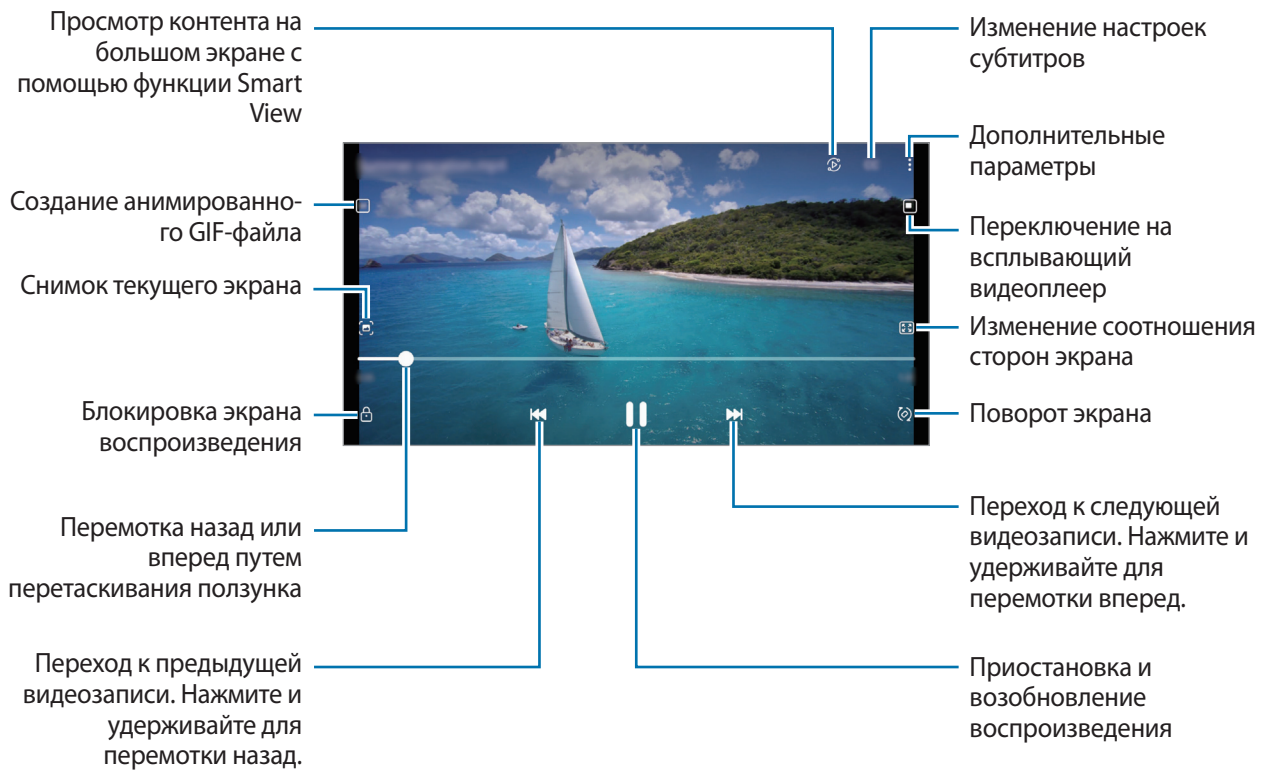 Просмотр контента на
большом экране с
помощью функции Smart
View
Создание анимированно-
го GIF-файла
Снимок текущего экрана
Блокировка экрана
воспроизведения
Перемотка назад или
вперед путем
перетаскивания ползунка
Переход к предыдущей
видеозаписи. Нажмите и
удерживайте для
перемотки назад.
Изменение настроек
субтитров
Дополнительные
параметры
Переключение на
всплывающий
видеоплеер
Изменение соотношения
сторон экрана
Поворот экрана
Переход к следующей
видеозаписи. Нажмите и
удерживайте для
перемотки вперед.
Приостановка и
возобновление
воспроизведения